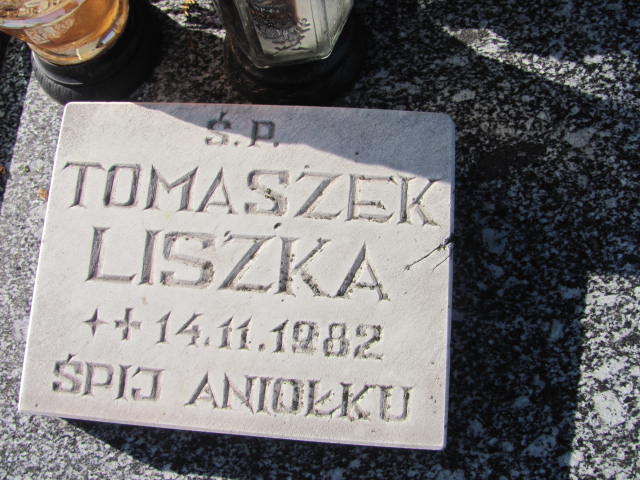 Ś.P.
TOMASZEK
LISZKA
✦✝ 14.11.1982
ŚPIJ ANIOŁKU